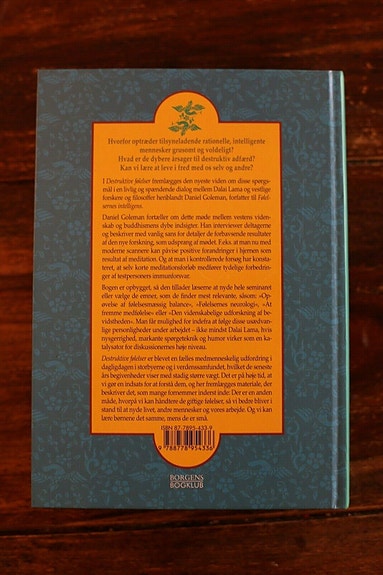 Hvorfor optræder tilsyneladende rationelle, intelligente
mennesker grusomt og voldeligt?
Hvad er de dybere årsager til destruktiv adfærd?
Kan vi lære at leve i fred med os selv og andre?
I Destruktive følelser fremlægges den nyeste viden om disse spørgs-
mål i en livlig og spændende dialog mellem Dalai Lama og vestlige
forskere og filosoffer heriblandt Daniel Goleman, forfatter til Følel-
sernes intelligens.
Daniel Goleman fortæller om dette møde mellem vestens viden-
skab og buddhismens dybe indsigter. Han interviewer deltagerne
og beskriver med vanlig sans for detaljer de forbavsende resultater
af den nye forskning, som udsprang af mødet. F.eks. at man nu med
moderne scannere kan påvise positive forandringer i hjernen som
resultat af meditation. Og at man i kontrollerede forsøg har konsta-
teret, at selv korte meditationsforløb medfører tydelige forbedrin-
ger af testpersoners immunforsvar.
Bogen er opbygget, så den tillader læserne at nyde hele seminaret
eller vælge de emner, som de finder mest relevante, såsom: »Op-
øvelse af følelsesmæssig balance«, »Følelsernes neurologi«, »At
fremme medfølelse« eller »Den videnskabelige udforskning af be-
vidstheden«. Man får mulighed for indefra at følge disse usædvan-
lige personligheder under arbejdet – ikke mindst Dalai Lama, hvis
nysgerrighed, markante spørgeteknik og humor virker som en ka-
talysator for diskussionernes høje niveau.
Destruktive følelser er blevet en fælles medmenneskelig udfordring i
dagligdagen i storbyerne og i verdenssamfundet, hvilket de seneste
års begivenheder viser med stadig større vægt. Det er på høje tid, at
vi gør en indsats for at forstå dem, og her fremlægges materiale, der
beskriver det, som mange fornemmer inderst inde: Der er en anden
måde, hvorpå vi kan håndtere de giftige følelser, så vi bedre bliver i
stand til at nyde livet, andre mennesker og vores arbejde. Og vi kan
lære børnene det samme, mens de er små.
ISBN 87-7895-433-9
9 788778 954336
BORGENS
BOGKLUB